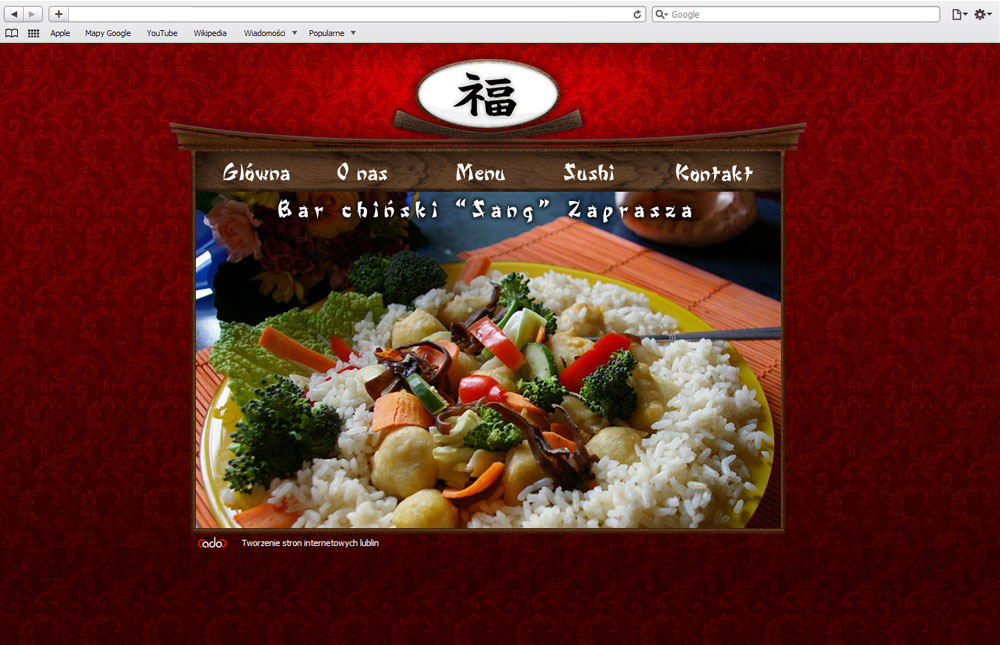 Google
Apple Mapy Google YouTube Wikipedia Wiadomości Popularne
福
Główna O nas Menu Sushi Kontakt
Bar chiński “Sang” Zaprasza
ado Tworzenie stron internetowych lublin